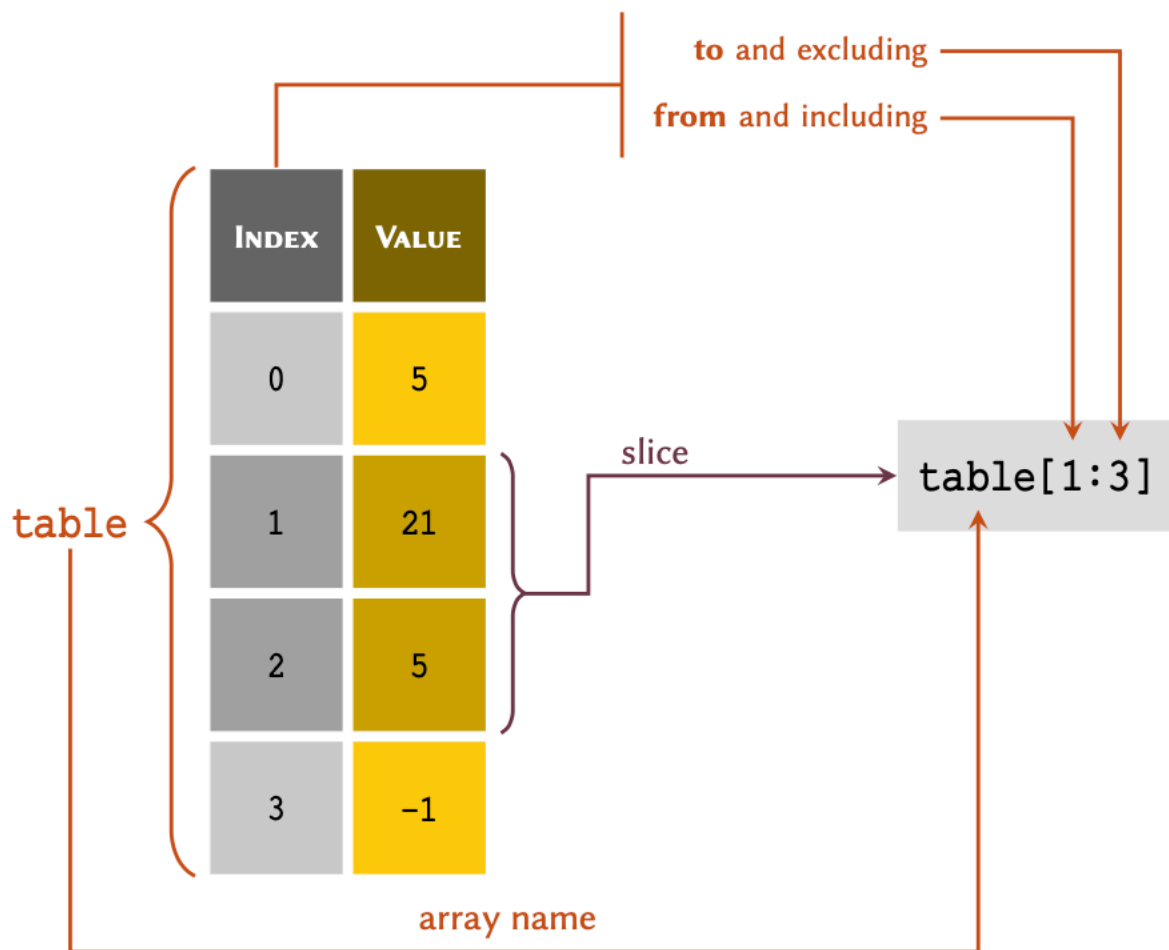 to and excluding
from and including
INDEX VALUE
0 5
slice
table[1:3]
1 21
table
2 5
3 -1
array name